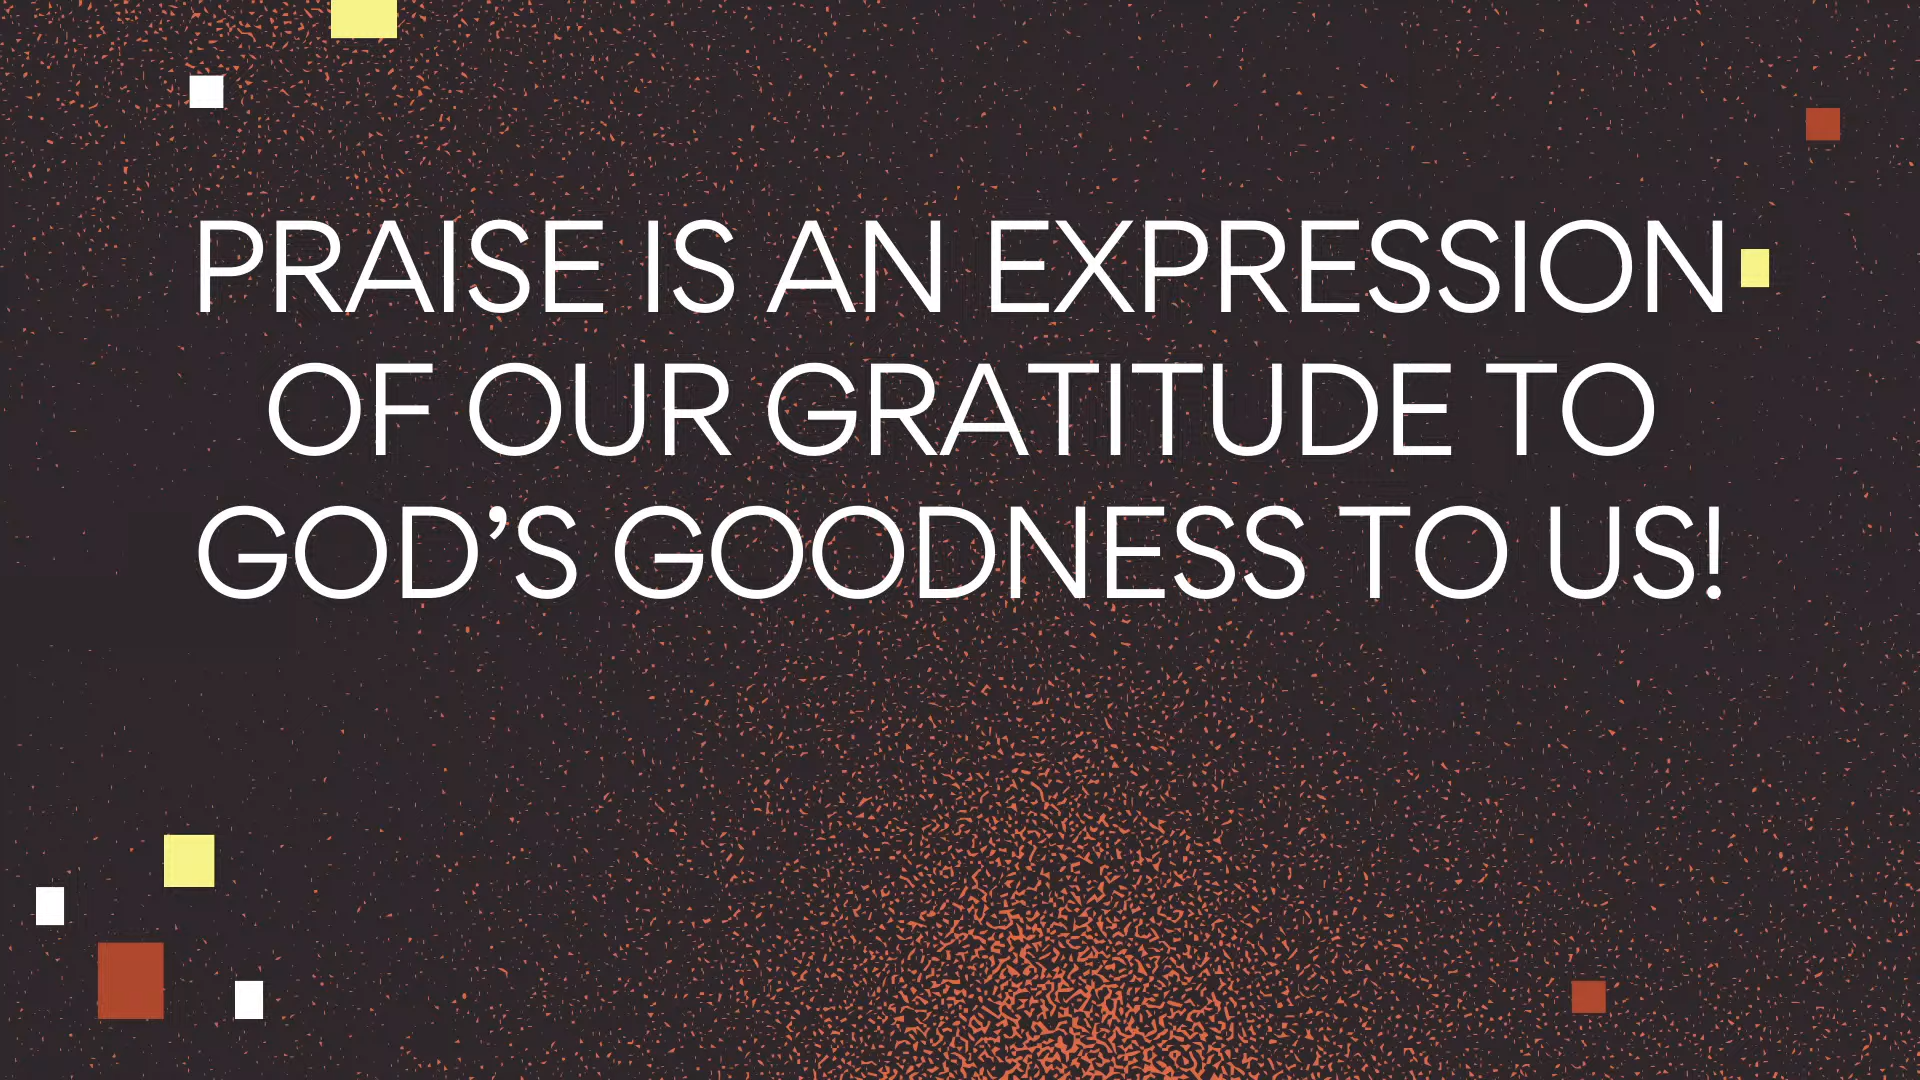 PRAISE IS AN EXPRESSION
OF OUR GRATITUDE TO
GOD’S GOODNESS TO US!